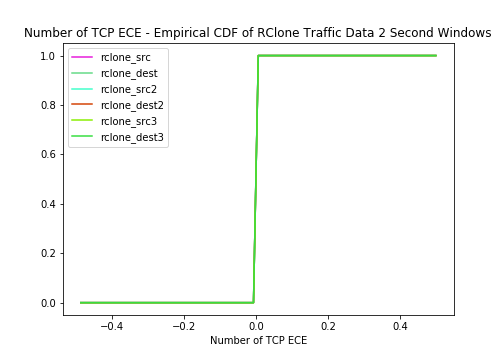 Number of TCP ECE - Empirical CDF of RClone Traffic Data 2 Second Windows
1.0
0.8
0.6
0.4
0.2
0.0
rclone_src
rclone_dest
rclone_src2
rclone_dest2
rclone_src3
rclone_dest3
−0.4 −0.2 0.0 0.2 0.4
Number of TCP ECE